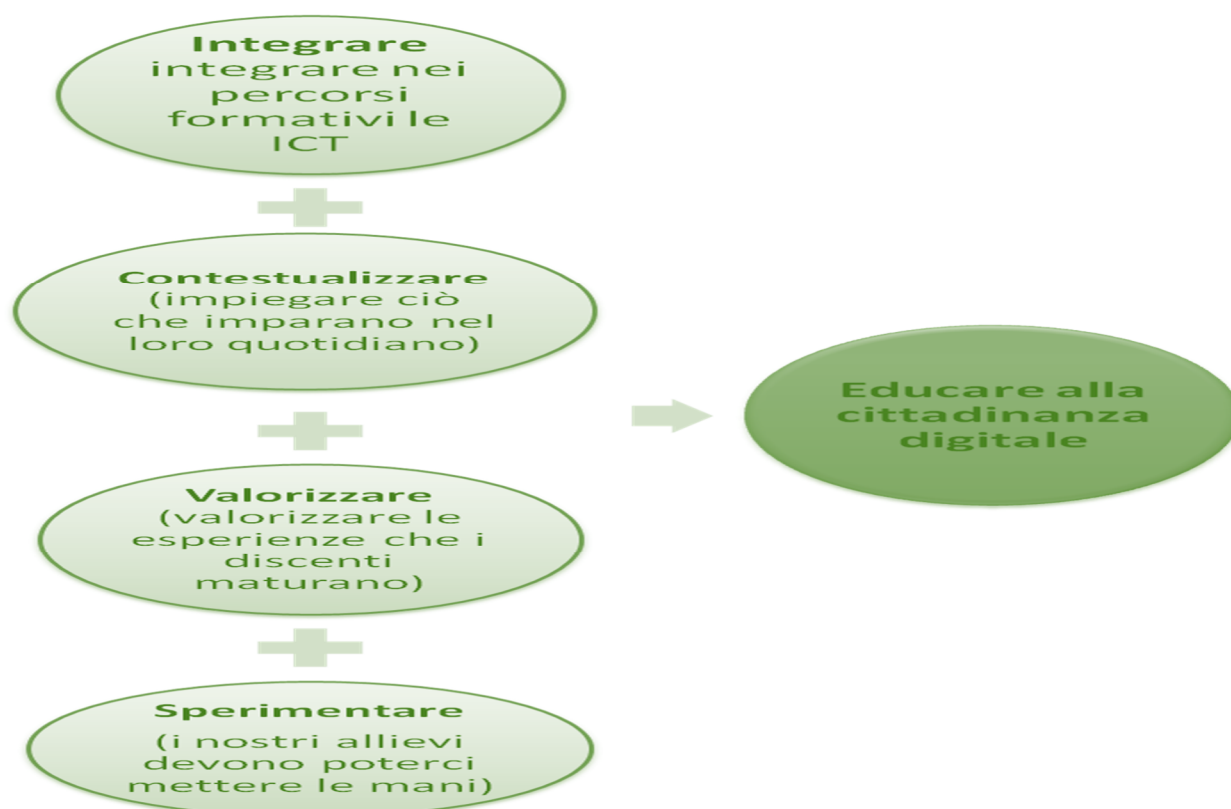 Integrare
integrare nei
percorsi
formativi le
ICT
Contestualizzare
(impiegare ciò
che imparano nel
loro quotidiano)
Valorizzare
(valorizzare le
esperienze che i
discenti
maturano)
Sperimentare
(i nostri allievi
devono poterci
mettere le mani)
Educare alla
cittadinanza
digitale